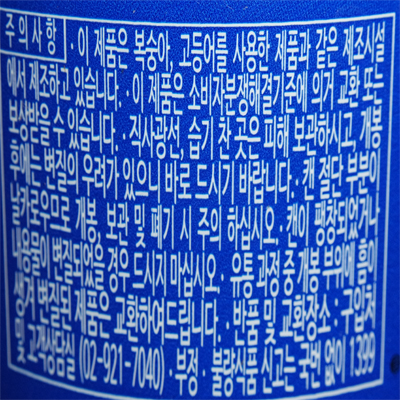 주의사항 · 이 제품은 복숭아, 고등어를 사용한 제품과 같은 제조시설
에서 제조하고 있습니다. · 이 제품은 소비자분쟁해결기준에 의거 교환 또는
보상받을 수 있습니다. · 직사광선, 습기 찬 곳은 피해 보관하시고, 개봉
후에는 변질의 우려가 있으니 바로 드시기 바랍니다. · 캔 절단 부분이
날카로우므로 개봉, 보관 및 폐기 시 주의 하십시오. · 캔이 팽창되었거나
내용물이 변질되었을 경우 드시지 마십시오. · 유통 과정 중 개봉 부위에 흠이
생겨 변질된 제품은 교환하여드립니다. · 반품 및 교환장소 : 구입처
및 고객상담실 (02-921-7040) · 부정 · 불량식품 신고는 국번 없이 1399